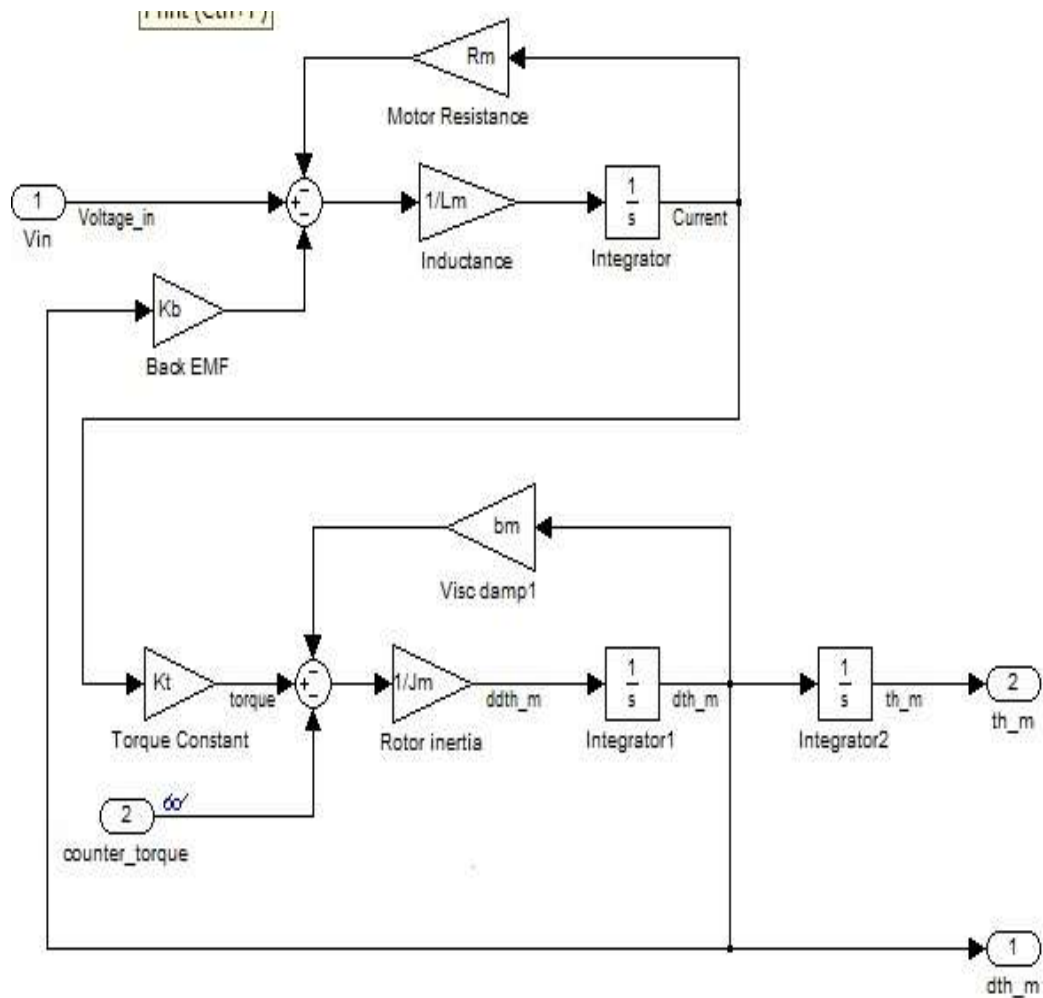 Print (Ctrl+P)
Rm
Motor Resistance
1
Voltage_in
Vin
+
−
−
1/Lm
Inductance
1
s
Integrator
Current
Kb
Back EMF
bm
Visc damp1
Kt
Torque Constant
torque
+
−
−
1/Jm
Rotor inertia
ddth_m
1
s
Integrator1
dth_m
1
s
Integrator2
th_m
2
th_m
2
counter_torque
1
dth_m